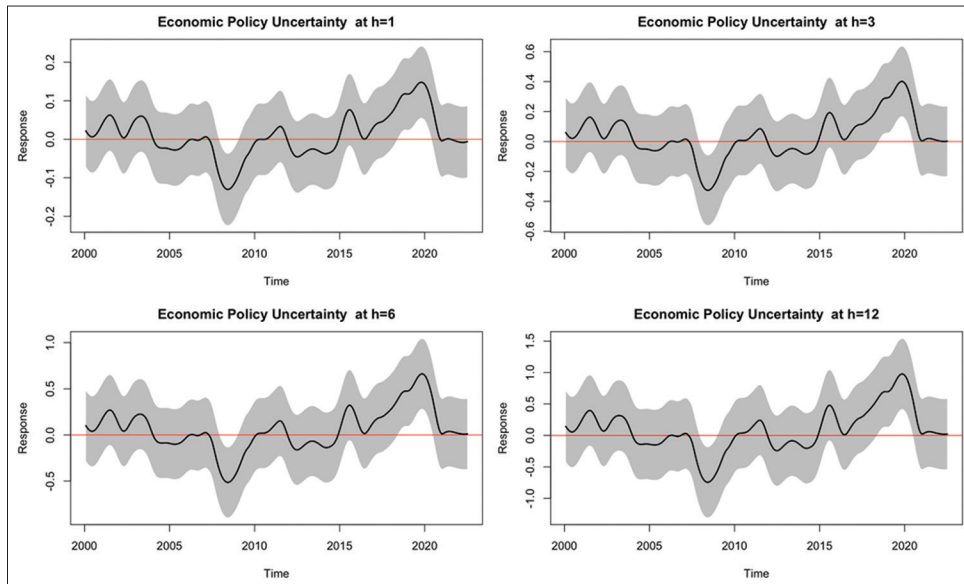 Economic Policy Uncertainty at h=1
Response
0.2
0.1
0.0
-0.1
-0.2
2000 2005 2010 2015 2020
Time
Economic Policy Uncertainty at h=3
Response
0.6
0.4
0.2
0.0
-0.2
-0.4
-0.6
2000 2005 2010 2015 2020
Time
Economic Policy Uncertainty at h=6
Response
1.0
0.5
0.0
-0.5
2000 2005 2010 2015 2020
Time
Economic Policy Uncertainty at h=12
Response
1.5
1.0
0.5
0.0
-0.5
-1.0
2000 2005 2010 2015 2020
Time